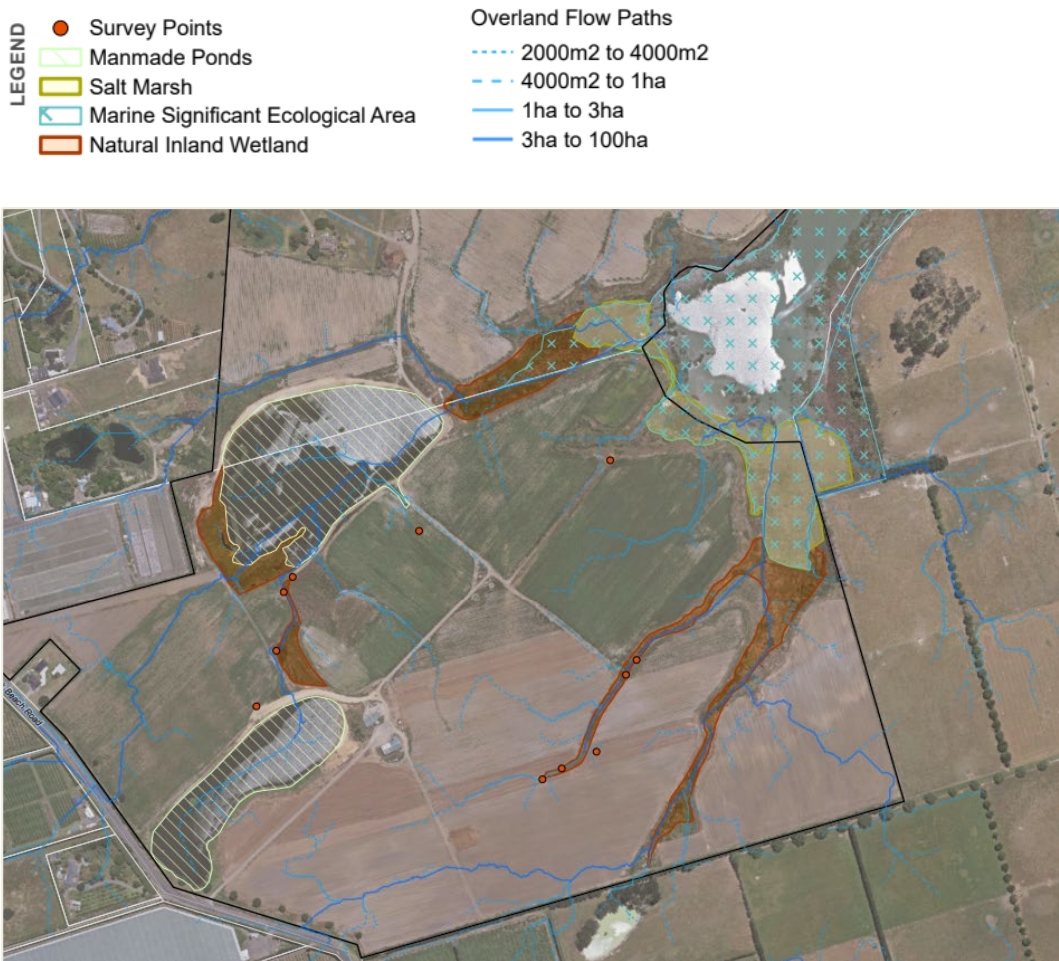 LEGEND
Survey Points
Manmade Ponds
Salt Marsh
Marine Significant Ecological Area
Natural Inland Wetland
Overland Flow Paths
2000m2 to 4000m2
4000m2 to 1ha
1ha to 3ha
3ha to 100ha
Beach Road